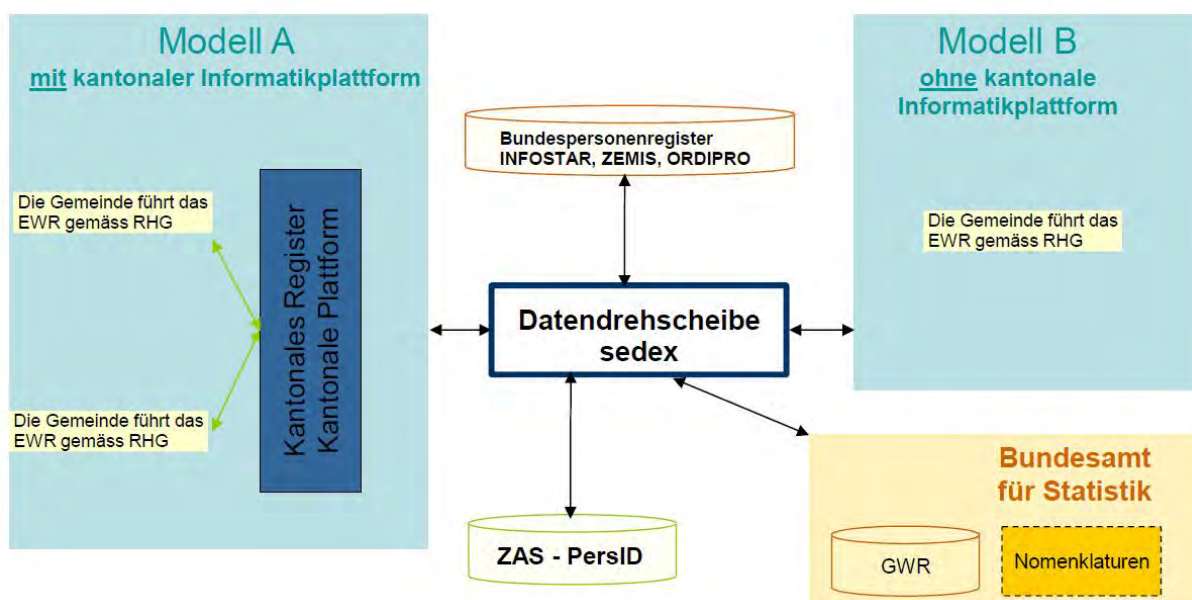 Modell A
mit kantonaler Informatikplattform
Die Gemeinde führt das
EWR gemäss RHG
Die Gemeinde führt das
EWR gemäss RHG
Kantonales Register
Kantonale Plattform
Bundespersonenregister
INFOSTAR, ZEMIS, ORDIPRO
Datendrehscheibe
sedex
ZAS - PersID
Modell B
ohne kantonale
Informatikplattform
Die Gemeinde führt das
EWR gemäss RHG
Bundesamt
für Statistik
GWR
Nomenklaturen